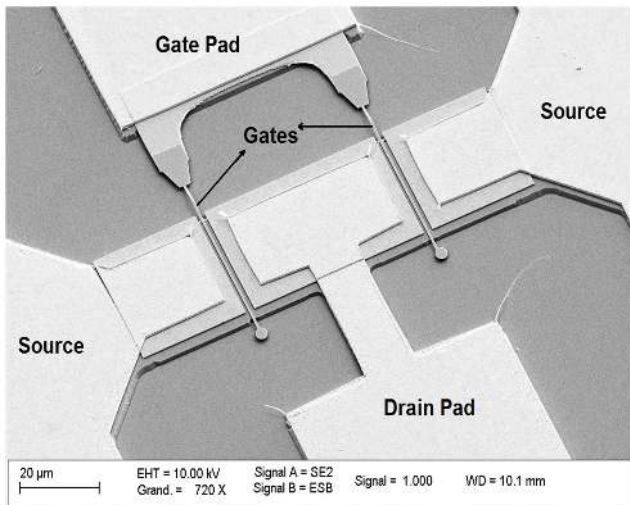 Gate Pad
Source
Gates
Source
Drain Pad
20 µm
EHT = 10.00 kV
Grand. = 720 X
Signal A = SE2
Signal B = ESB
Signal = 1.000
WD = 10.1 mm